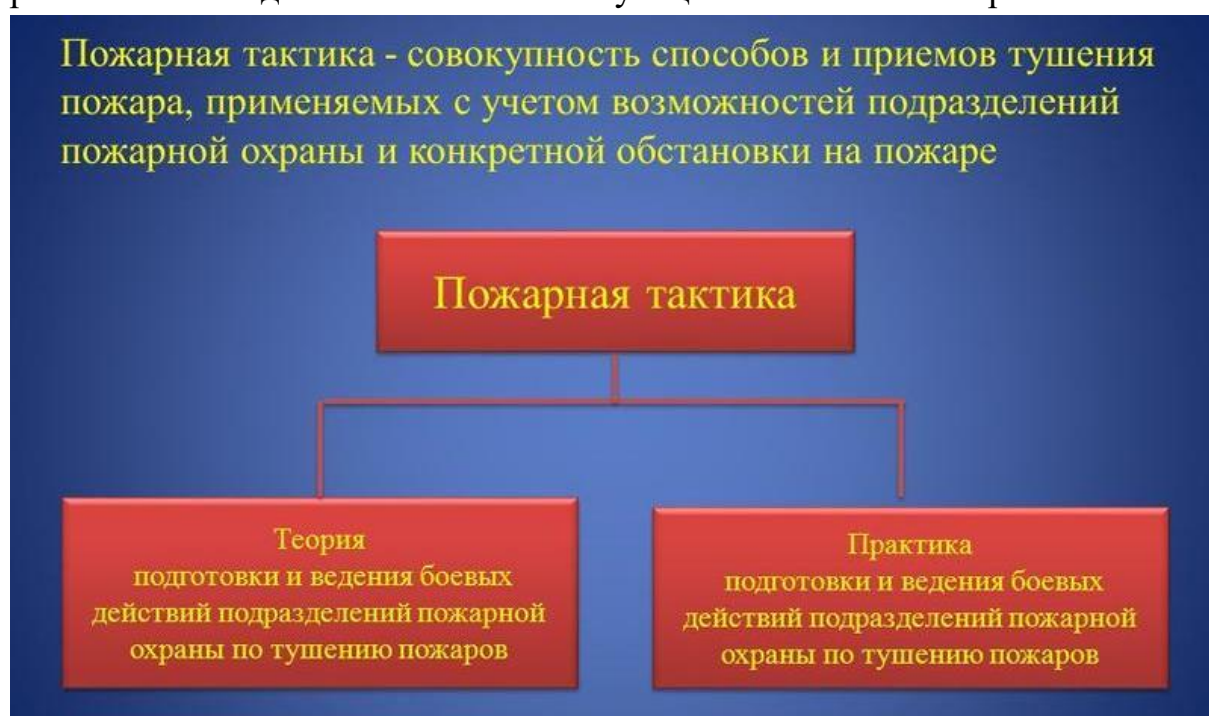 Пожарная тактика - совокупность способов и приемов тушения
пожара, применяемых с учетом возможностей подразделений
пожарной охраны и конкретной обстановки на пожаре
Пожарная тактика
Теория
подготовки и ведения боевых
действий подразделений пожарной
охраны по тушению пожаров
Практика
подготовки и ведения боевых
действий подразделений пожарной
охраны по тушению пожаров